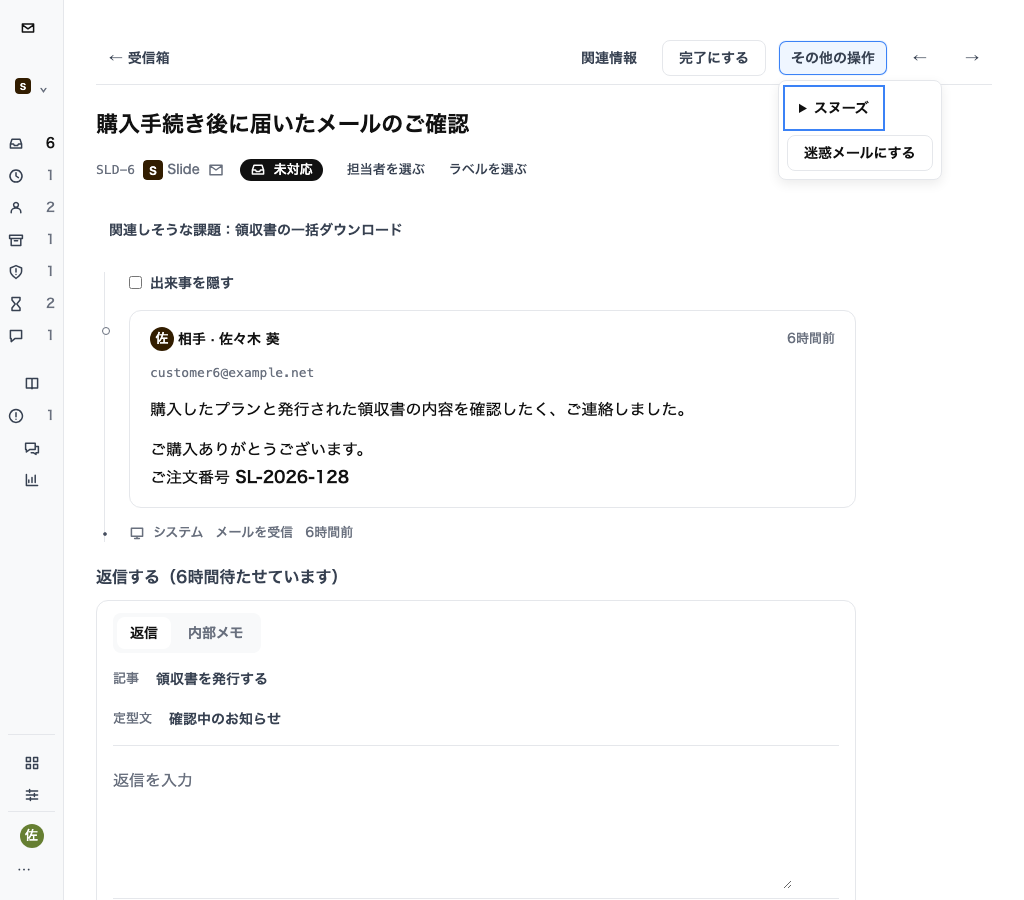 S
6
1
2
1
1
2
1
1
佐
…
← 受信箱
関連情報
完了にする
その他の操作
←
→
▶ スヌーズ
迷惑メールにする
購入手続き後に届いたメールのご確認
SLD-6 S Slide 未対応 担当者を選ぶ ラベルを選ぶ
関連しそうな課題：領収書の一括ダウンロード
出来事を隠す
佐 相手 · 佐々木 葵 6時間前
customer6@example.net
購入したプランと発行された領収書の内容を確認したく、ご連絡しました。
ご購入ありがとうございます。
ご注文番号 SL-2026-128
システム メールを受信 6時間前
返信する（6時間待たせています）
返信 内部メモ
記事 領収書を発行する
定型文 確認中のお知らせ
返信を入力